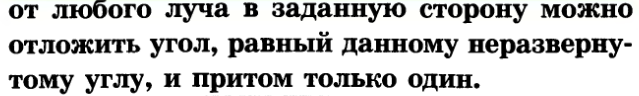 от любого луча в заданную сторону можно
отложить угол, равный данному неразверну-
тому углу, и притом только один.